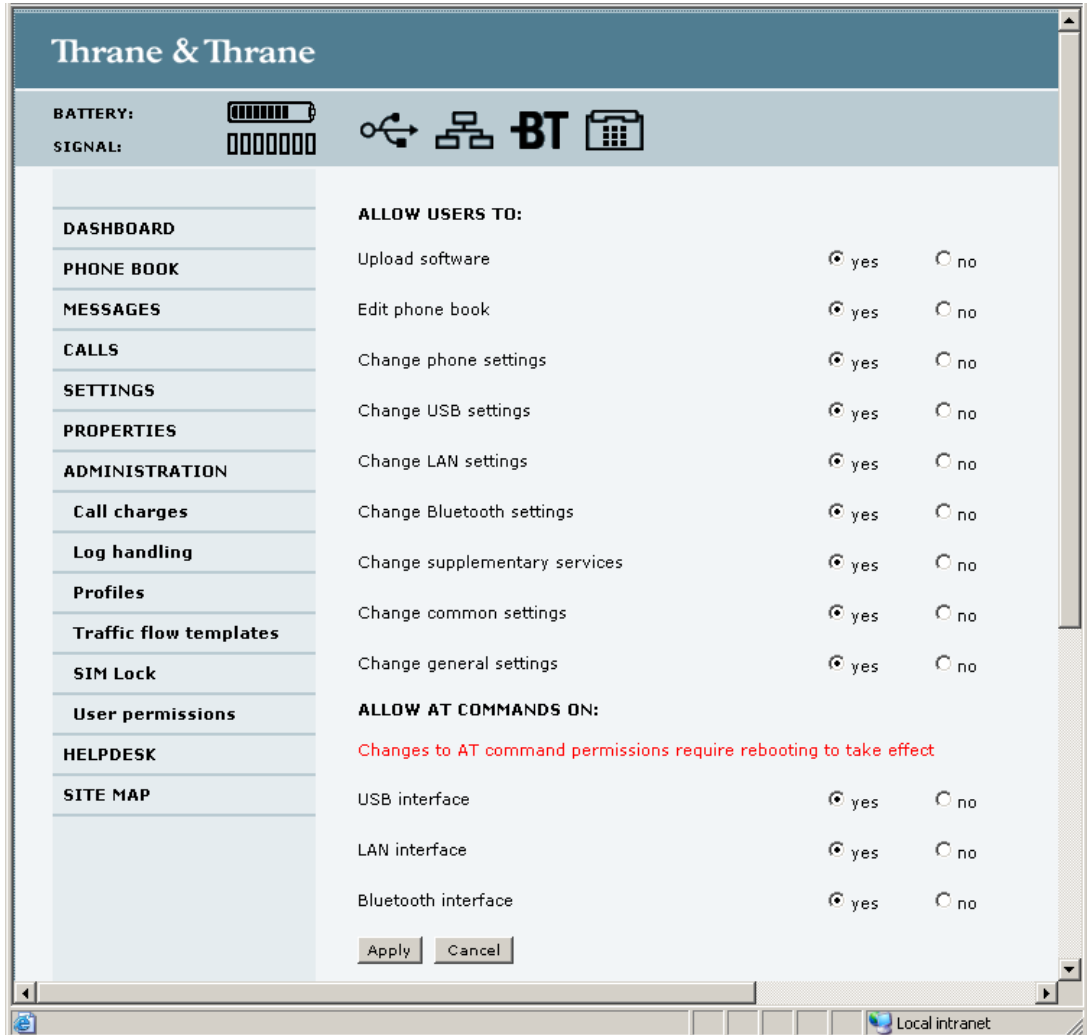 Thrane & Thrane
BATTERY:
SIGNAL:
BT
DASHBOARD
PHONE BOOK
MESSAGES
CALLS
SETTINGS
PROPERTIES
ADMINISTRATION
Call charges
Log handling
Profiles
Traffic flow templates
SIM Lock
User permissions
HELPDESK
SITE MAP
ALLOW USERS TO:
Upload software yes no
Edit phone book yes no
Change phone settings yes no
Change USB settings yes no
Change LAN settings yes no
Change Bluetooth settings yes no
Change supplementary services yes no
Change common settings yes no
Change general settings yes no
ALLOW AT COMMANDS ON:
Changes to AT command permissions require rebooting to take effect
USB interface yes no
LAN interface yes no
Bluetooth interface yes no
Apply Cancel
Local intranet